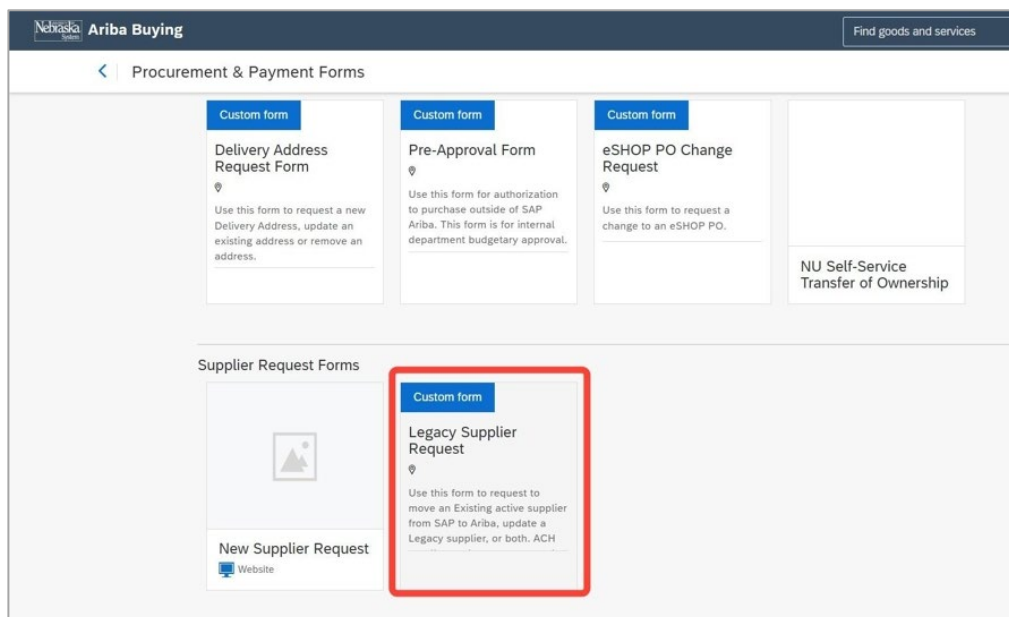 Nebraska
System
Ariba Buying
Find goods and services
Procurement & Payment Forms
Custom form
Delivery Address
Request Form
Use this form to request a new
Delivery Address, update an
existing address or remove an
address.
Custom form
Pre-Approval Form
Use this form for authorization
to purchase outside of SAP
Ariba. This form is for internal
department budgetary approval.
Custom form
eSHOP PO Change
Request
Use this form to request a
change to an eSHOP PO.
NU Self-Service
Transfer of Ownership
Supplier Request Forms
New Supplier Request
Website
Custom form
Legacy Supplier
Request
Use this form to request to
move an Existing active supplier
from SAP to Ariba, update a
Legacy supplier, or both. ACH